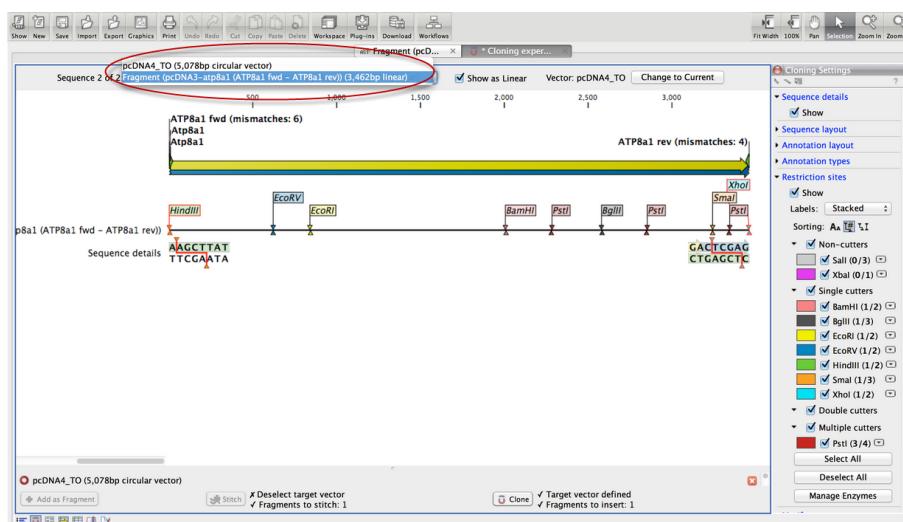 Show New Save Import Export Graphics Print Undo Redo Cut Copy Paste Delete Workspace Plug-ins Download Workflows Fit Width 100% Pan Selection Zoom In Zoom
Fragment (pcD... × * Cloning exper...
pcDNA4_TO (5,078bp circular vector)
Sequence 2 of 2 Fragment (pcDNA3-atp8a1 (ATP8a1 fwd - ATP8a1 rev)) (3,462bp linear) Show as Linear Vector: pcDNA4_TO Change to Current
500 1,000 1,500 2,000 2,500 3,000
ATP8a1 fwd (mismatches: 6)
Atp8a1
Atp8a1 ATP8a1 rev (mismatches: 4)
XhoI
EcoRV SmaI
HindIII EcoRI BamHI PstI BglII PstI PstI
p8a1 (ATP8a1 fwd - ATP8a1 rev))
Sequence details AAGCTTAT GACTCGAG
TTCGAATA CTGAGCTC
pcDNA4_TO (5,078bp circular vector)
Add as Fragment Stitch ✗ Deselect target vector Clone ✓ Target vector defined
✓ Fragments to stitch: 1 ✓ Fragments to insert: 1
Cloning Settings
?
Sequence details
Show
Sequence layout
Annotation layout
Annotation types
Restriction sites
Show
Labels: Stacked
Sorting:
Non-cutters
SalI (0/3)
XbaI (0/1)
Single cutters
BamHI (1/2)
BglII (1/3)
EcoRI (1/2)
EcoRV (1/2)
HindIII (1/2)
SmaI (1/3)
XhoI (1/2)
Double cutters
Multiple cutters
PstI (3/4)
Select All
Deselect All
Manage Enzymes